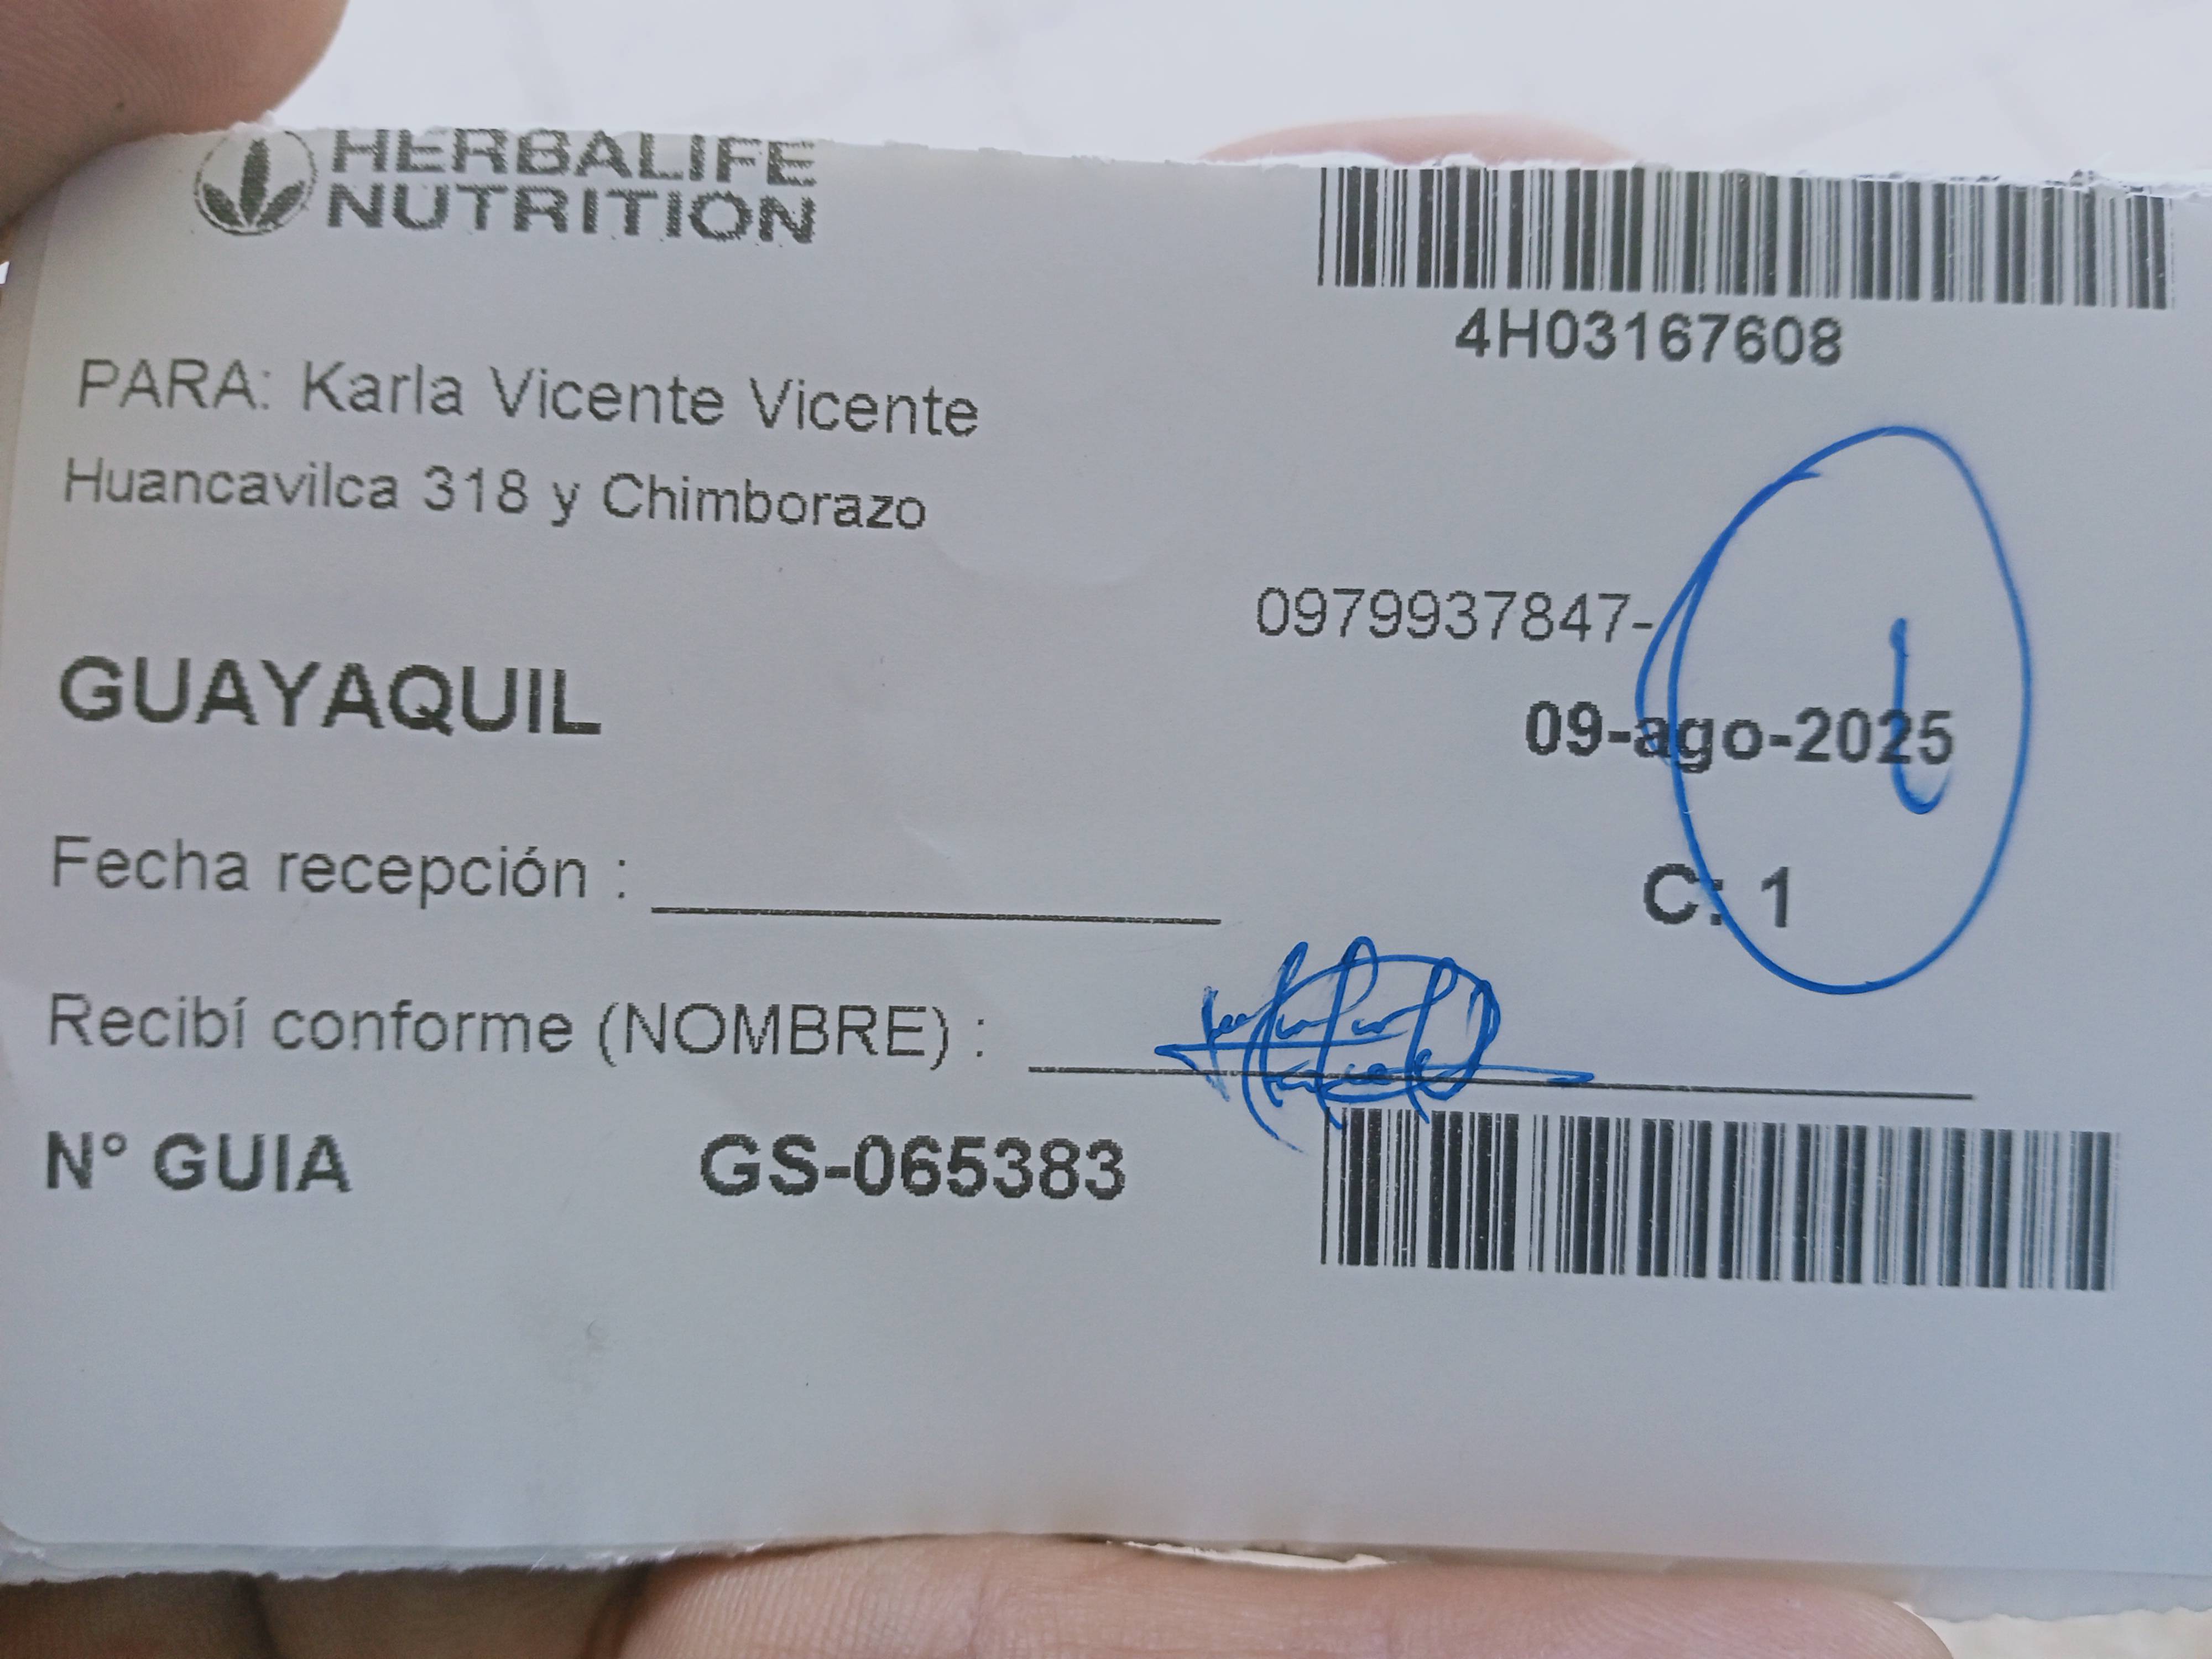 HERBALIFE
NUTRITION
4H03167608
PARA: Karla Vicente Vicente
Huancavilca 318 y Chimborazo
0979937847-
GUAYAQUIL
09-ago-2025
Fecha recepción :
C: 1
Recibí conforme (NOMBRE) :
N° GUIA GS-065383